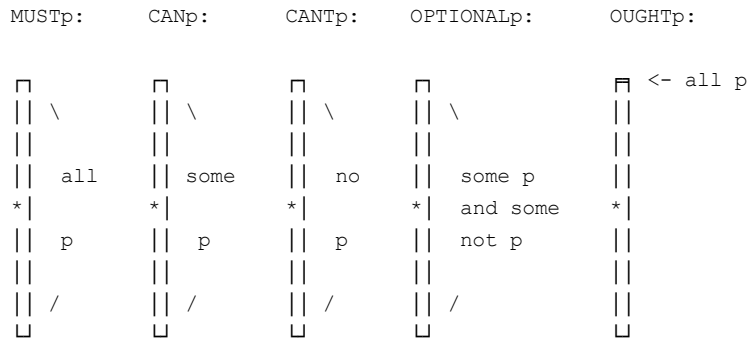 MUSTp: CANp: CANTp: OPTIONALp: OUGHTp:
<- all p
\ \ \ \
all some no some p
* * * * and some *
p p p not p
/ / / /